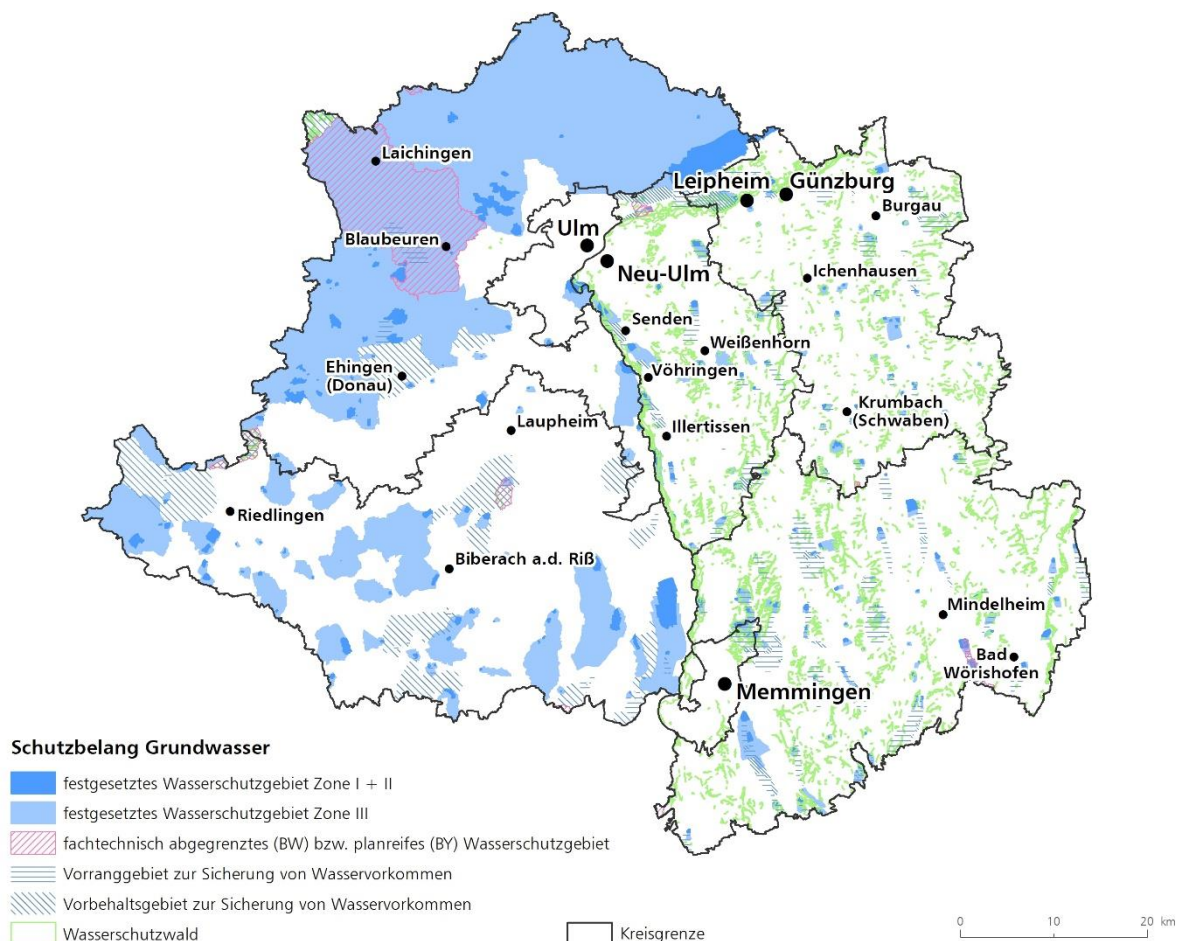 Laichingen
Leipheim
Günzburg
Burgau
Blaubeuren
Ulm
Neu-Ulm
Ichenhausen
Senden
Weißenhorn
Ehingen
(Donau)
Vöhringen
Krumbach
(Schwaben)
Laupheim
Illertissen
Riedlingen
Biberach a.d. Riß
Mindelheim
Bad
Wörishofen
Memmingen
Schutzbelang Grundwasser
festgesetztes Wasserschutzgebiet Zone I + II
festgesetztes Wasserschutzgebiet Zone III
fachtechnisch abgegrenztes (BW) bzw. planreifes (BY) Wasserschutzgebiet
Vorranggebiet zur Sicherung von Wasservorkommen
Vorbehaltsgebiet zur Sicherung von Wasservorkommen
Wasserschutzwald
Kreisgrenze
0 10 20 km